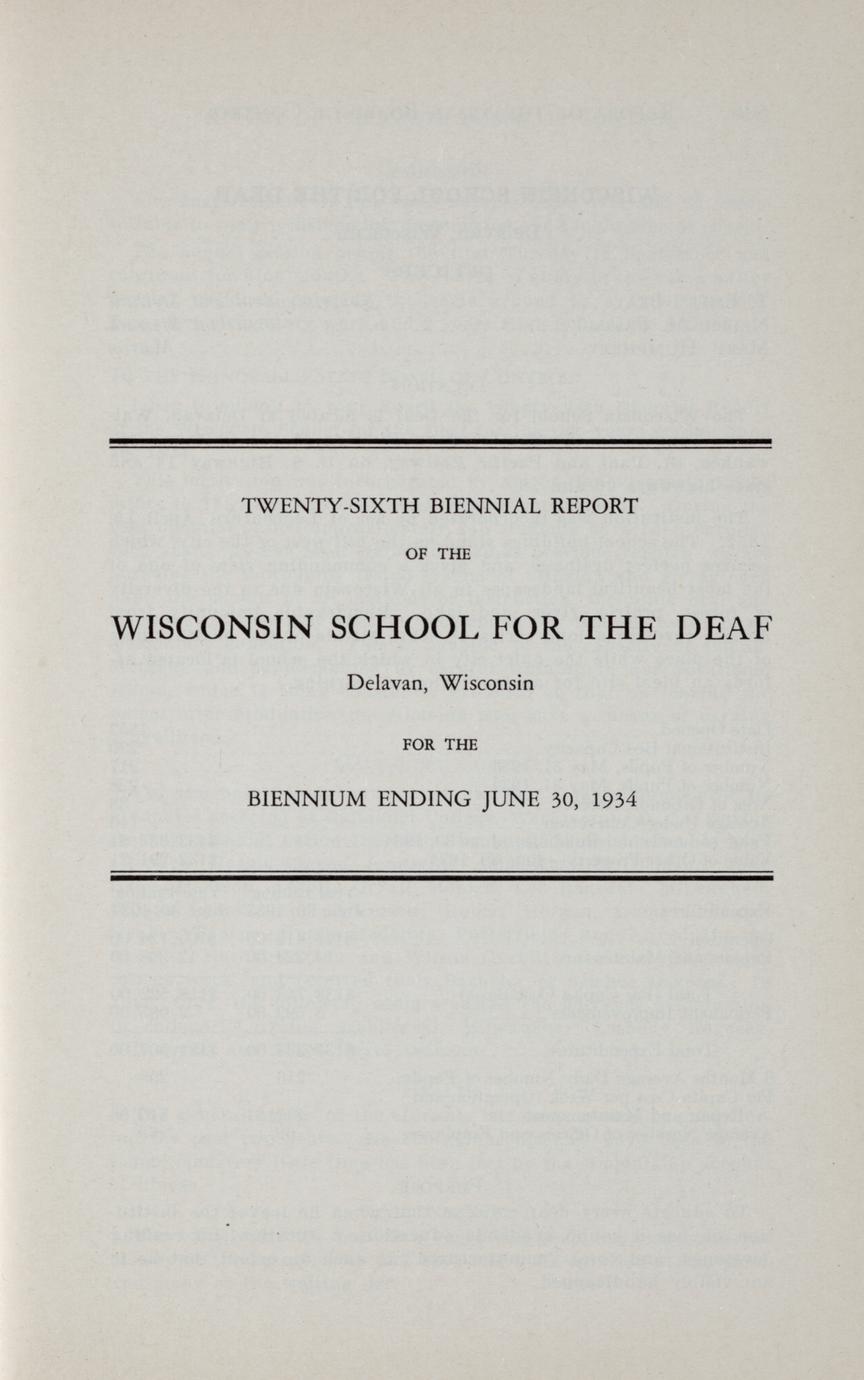 TWENTY-SIXTH BIENNIAL REPORT
OF THE
WISCONSIN SCHOOL FOR THE DEAF
Delavan, Wisconsin
FOR THE
BIENNIUM ENDING JUNE 30, 1934